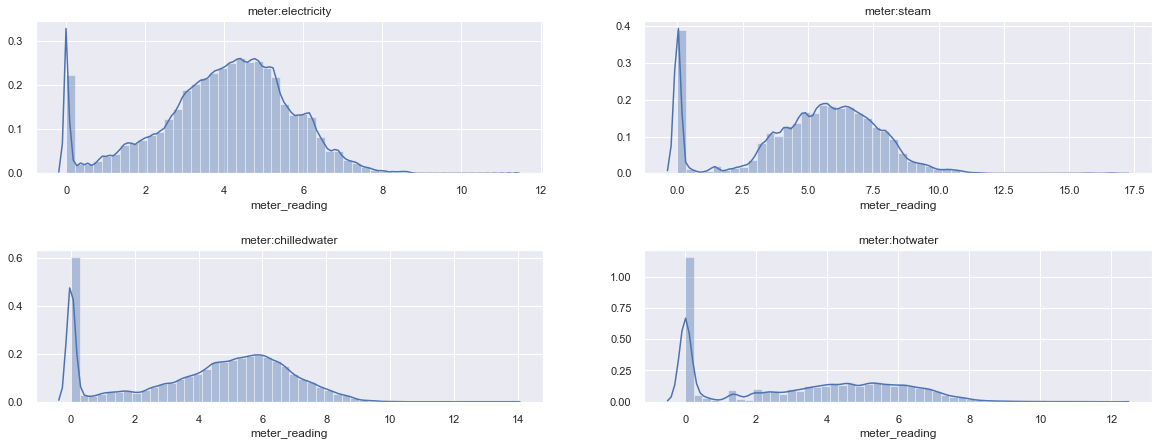 meter:electricity
0.3
0.2
0.1
0.0
0 2 4 6 8 10 12
meter_reading
meter:steam
0.4
0.3
0.2
0.1
0.0
0.0 2.5 5.0 7.5 10.0 12.5 15.0 17.5
meter_reading
meter:chilledwater
0.6
0.4
0.2
0.0
0 2 4 6 8 10 12 14
meter_reading
meter:hotwater
1.00
0.75
0.50
0.25
0.00
0 2 4 6 8 10 12
meter_reading